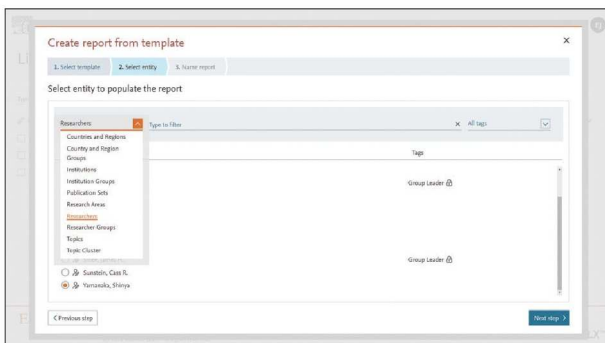 Create report from template
1. Select template 2. Select entity 3. Name report
Select entity to populate the report
Researchers Type to filter All tags
Countries and Regions
Country and Region
Groups
Tags
Institutions
Institution Groups
Group Leader
Publication Sets
Research Areas
Researchers
Researcher Groups
Topics
Topic Cluster
Group Leader
Sunstein, Cass R.
Yamanaka, Shinya
Previous step Next step